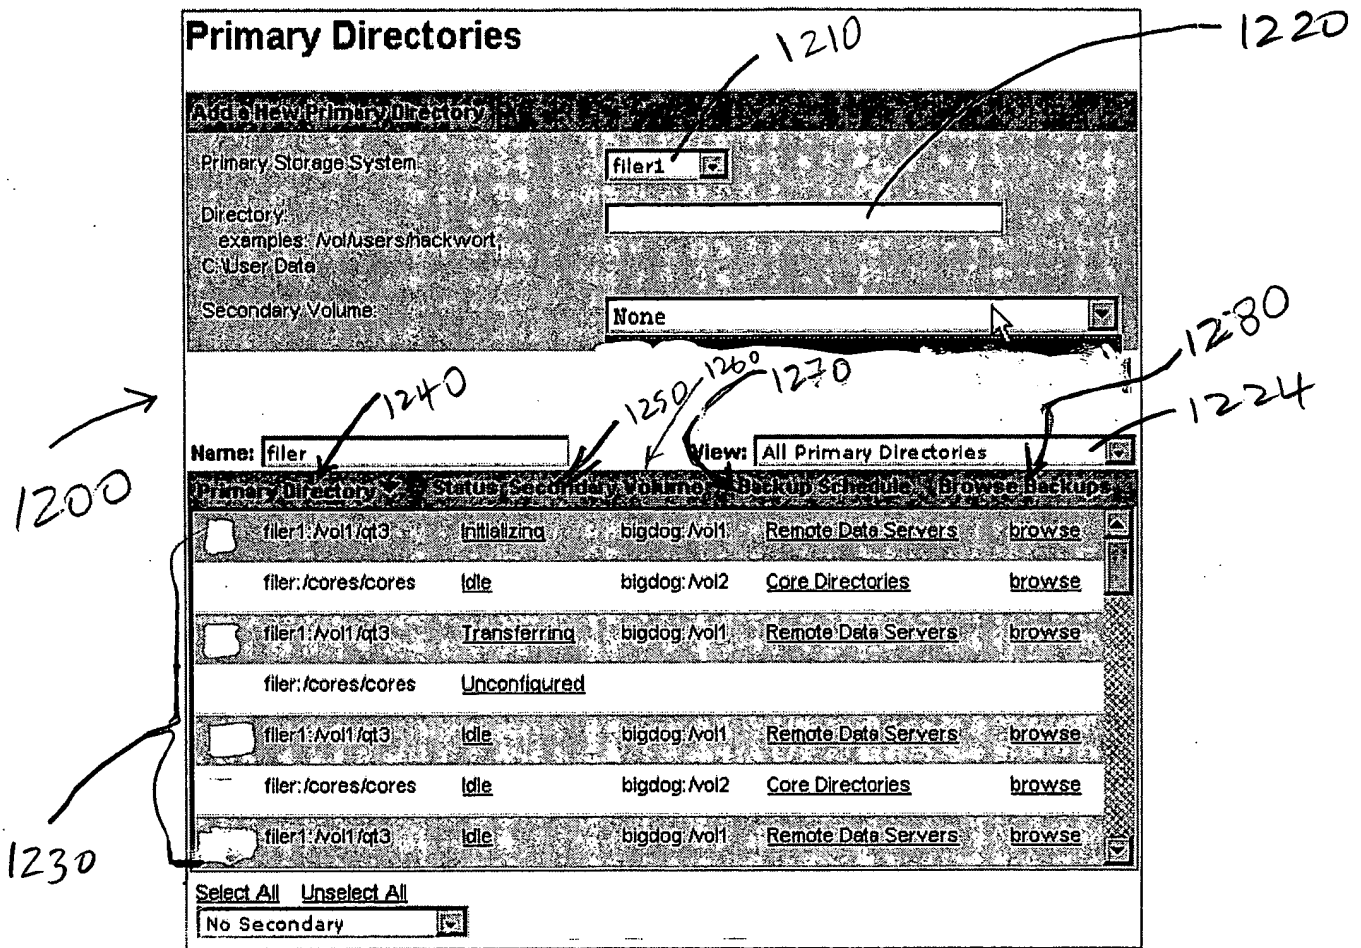 Primary Directories
1210
1220
Add a New Primary Directory
Primary Storage System
filer1
Directory:
examples: /vol/users/hackwort,
C:\User Data
Secondary Volume:
None
1280
1200
1240
1250
1260
1270
1224
Name: filer View: All Primary Directories
Primary Directory Status Secondary Volume Backup Schedule Browse Backups
filer1:/vol1/qt3 Initializing bigdog:/vol1 Remote Data Servers browse
filer:/cores/cores Idle bigdog:/vol2 Core Directories browse
filer1:/vol1/qt3 Transferring bigdog:/vol1 Remote Data Servers browse
filer:/cores/cores Unconfigured
filer1:/vol1/qt3 Idle bigdog:/vol1 Remote Data Servers browse
filer:/cores/cores Idle bigdog:/vol2 Core Directories browse
filer1:/vol1/qt3 Idle bigdog:/vol1 Remote Data Servers browse
1230
Select All Unselect All
No Secondary